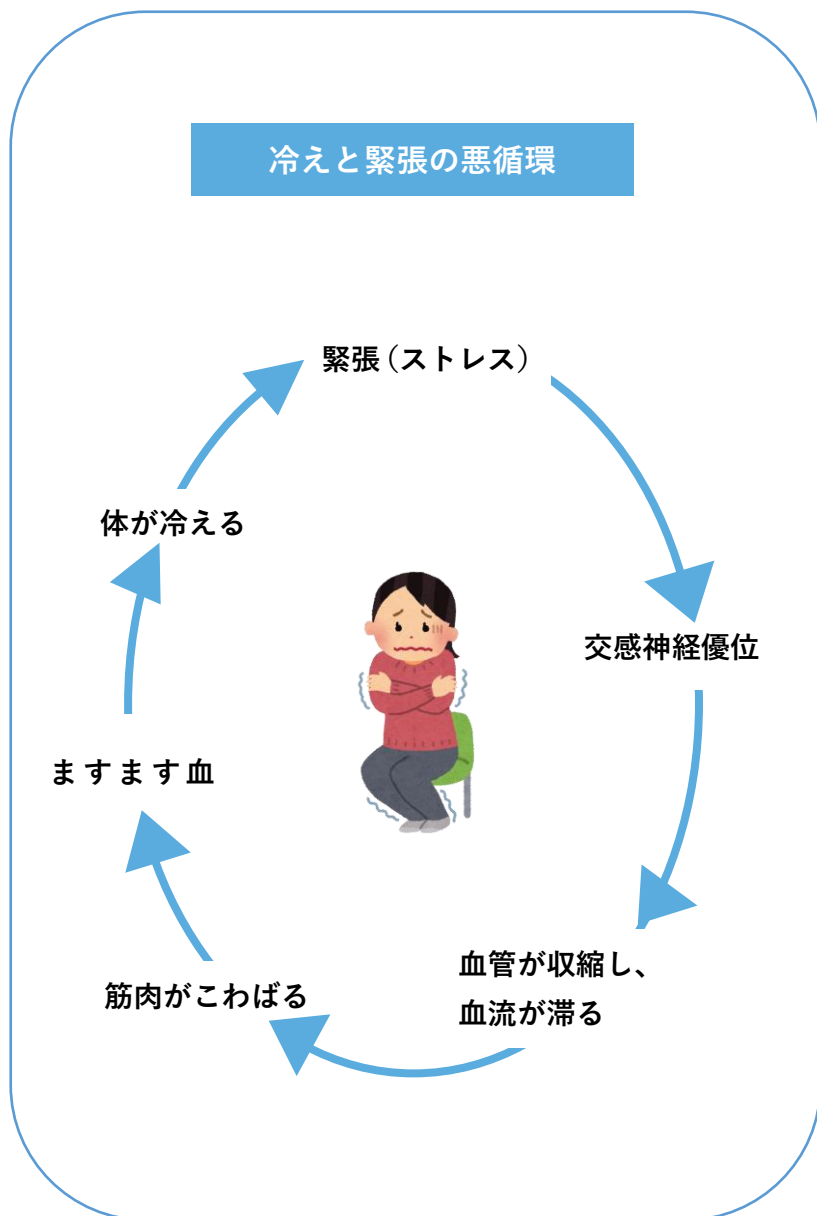 冷えと緊張の悪循環
緊張（ストレス）
交感神経優位
血管が収縮し、
血流が滞る
筋肉がこわばる
ますます血
体が冷える